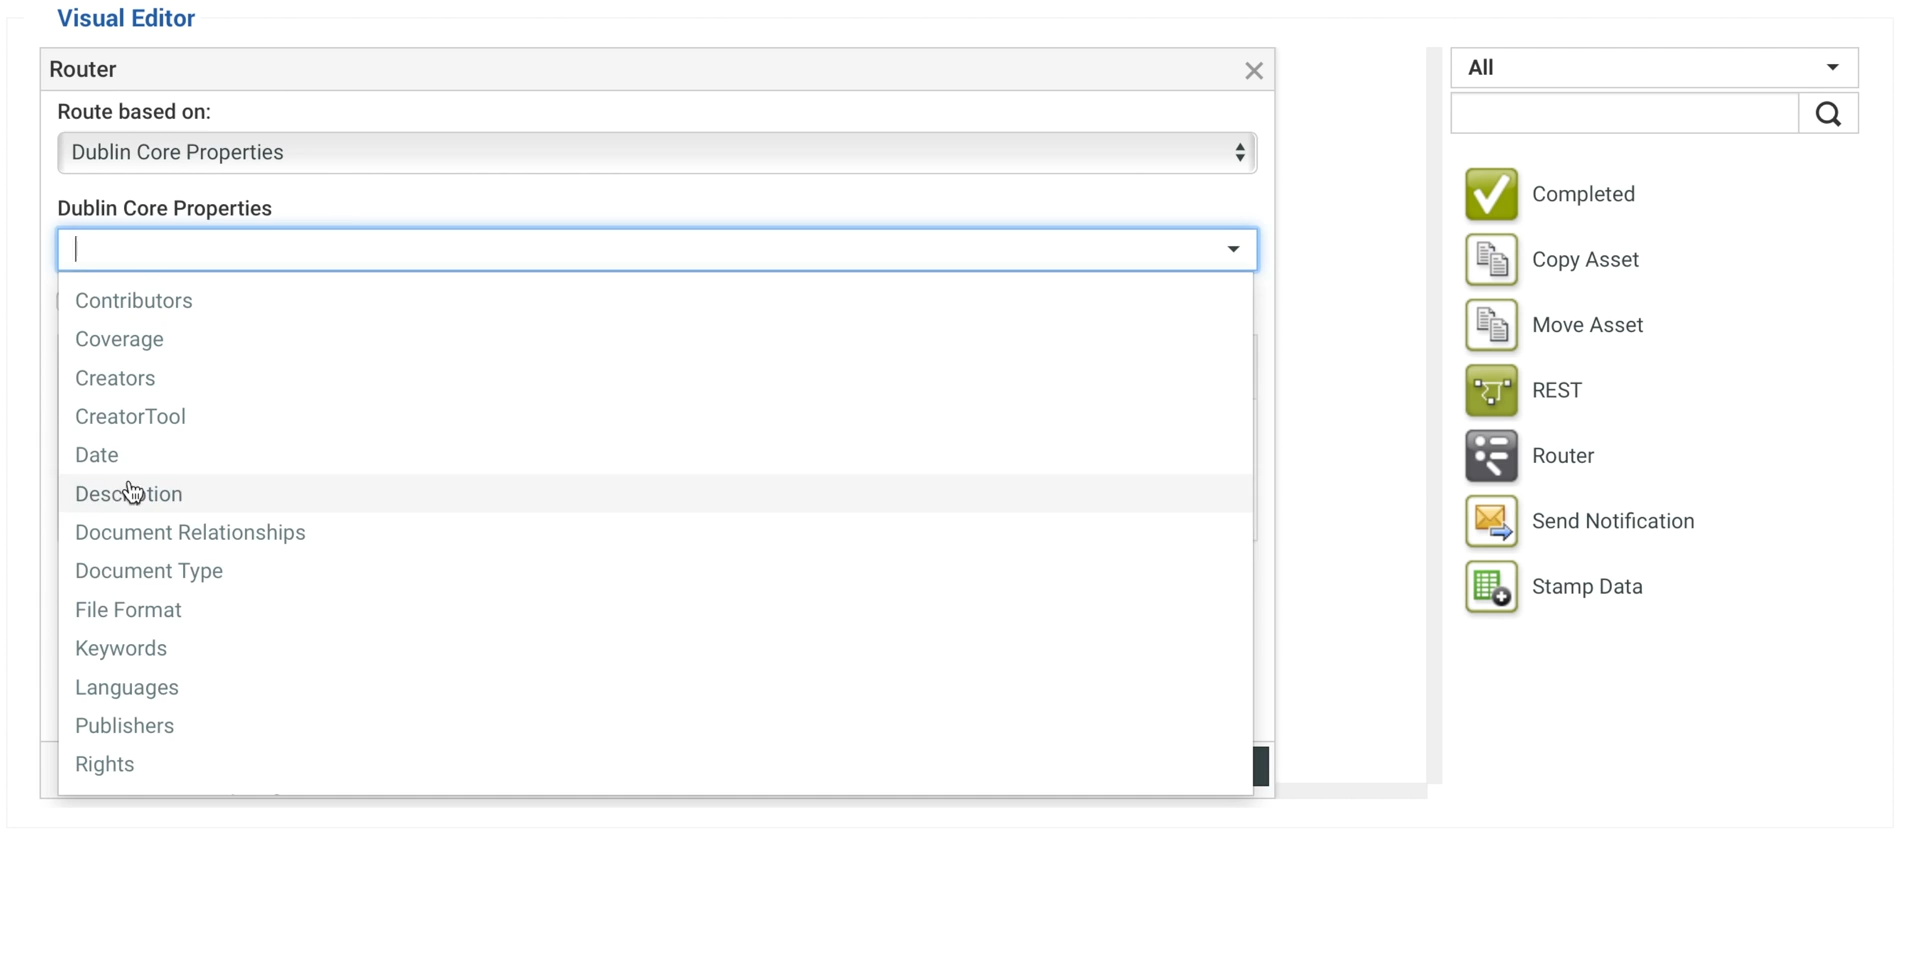 Visual Editor
Router
Route based on:
Dublin Core Properties
Dublin Core Properties
Contributors
Coverage
Creators
CreatorTool
Date
Description
Document Relationships
Document Type
File Format
Keywords
Languages
Publishers
Rights
All
Completed
Copy Asset
Move Asset
REST
Router
Send Notification
Stamp Data